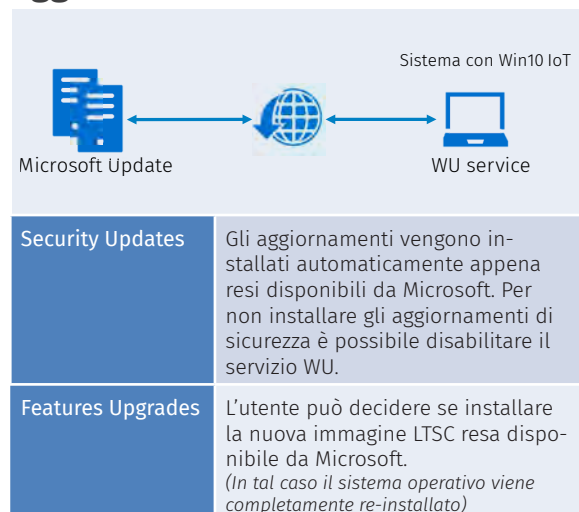 Sistema con Win10 IoT
Microsoft Update
WU service
Security Updates
Gli aggiornamenti vengono in-
stallati automaticamente appena
resi disponibili da Microsoft. Per
non installare gli aggiornamenti di
sicurezza è possibile disabilitare il
servizio WU.
Features Upgrades
L'utente può decidere se installare
la nuova immagine LTSC resa dispo-
nibile da Microsoft.
(In tal caso il sistema operativo viene
completamente re-installato)